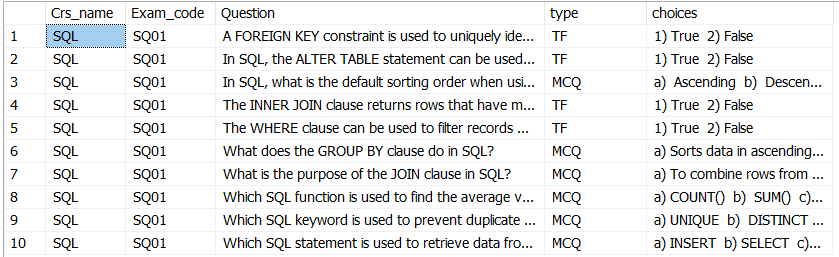 Crs_name Exam_code Question type choices
1 SQL SQ01 A FOREIGN KEY constraint is used to uniquely ide... TF 1) True 2) False
2 SQL SQ01 In SQL, the ALTER TABLE statement can be used... TF 1) True 2) False
3 SQL SQ01 In SQL, what is the default sorting order when usi... MCQ a) Ascending b) Descen...
4 SQL SQ01 The INNER JOIN clause returns rows that have m... TF 1) True 2) False
5 SQL SQ01 The WHERE clause can be used to filter records ... TF 1) True 2) False
6 SQL SQ01 What does the GROUP BY clause do in SQL? MCQ a) Sorts data in ascending...
7 SQL SQ01 What is the purpose of the JOIN clause in SQL? MCQ a) To combine rows from ...
8 SQL SQ01 Which SQL function is used to find the average v... MCQ a) COUNT() b) SUM() c)...
9 SQL SQ01 Which SQL keyword is used to prevent duplicate ... MCQ a) UNIQUE b) DISTINCT ...
10 SQL SQ01 Which SQL statement is used to retrieve data fro... MCQ a) INSERT b) SELECT c)...